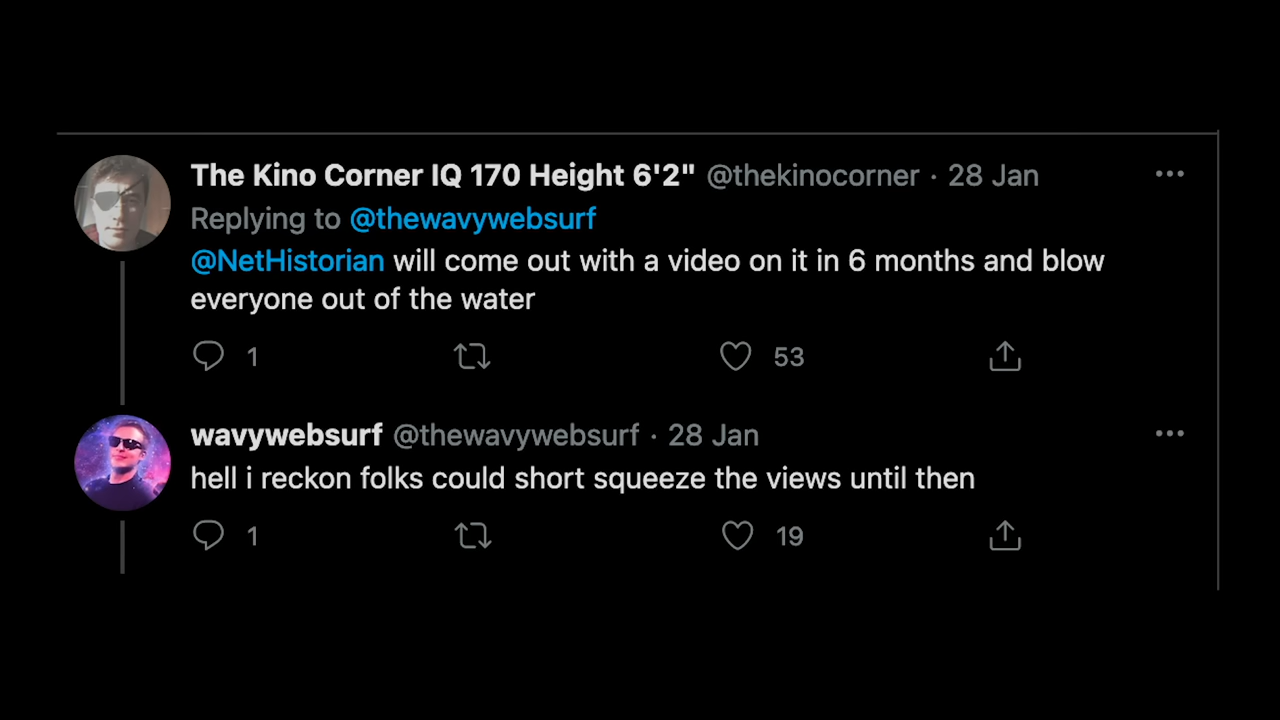 The Kino Corner IQ 170 Height 6'2" @thekinocorner · 28 Jan
Replying to @thewavywebsurf
@NetHistorian will come out with a video on it in 6 months and blow
everyone out of the water
1 53
wavywebsurf @thewavywebsurf · 28 Jan
hell i reckon folks could short squeeze the views until then
1 19